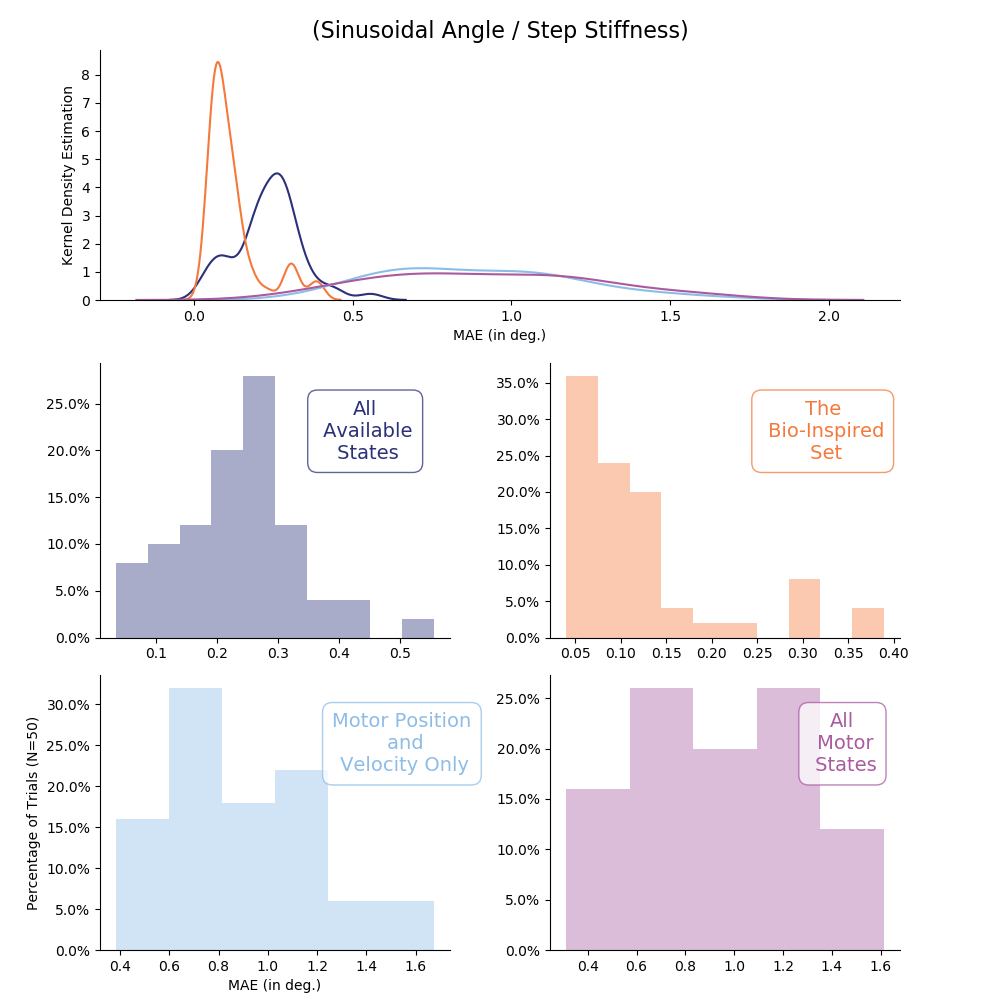 (Sinusoidal Angle / Step Stiffness)
Kernel Density Estimation
8
7
6
5
4
3
2
1
0
0.0 0.5 1.0 1.5 2.0
MAE (in deg.)
25.0%
20.0%
15.0%
10.0%
5.0%
0.0%
All
Available
States
0.1 0.2 0.3 0.4 0.5
35.0%
30.0%
25.0%
20.0%
15.0%
10.0%
5.0%
0.0%
The
Bio-Inspired
Set
0.05 0.10 0.15 0.20 0.25 0.30 0.35 0.40
Percentage of Trials (N=50)
30.0%
25.0%
20.0%
15.0%
10.0%
5.0%
0.0%
Motor Position
and
Velocity Only
0.4 0.6 0.8 1.0 1.2 1.4 1.6
MAE (in deg.)
25.0%
20.0%
15.0%
10.0%
5.0%
0.0%
All
Motor
States
0.4 0.6 0.8 1.0 1.2 1.4 1.6